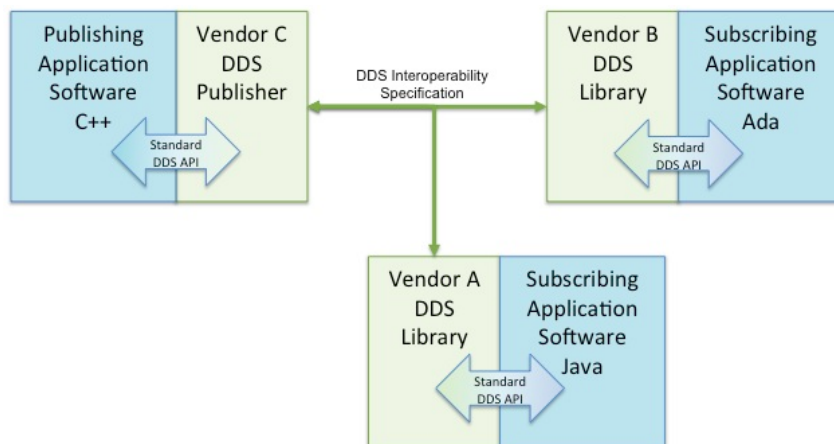 Publishing
Application
Software
C++
Standard
DDS API
Vendor C
DDS
Publisher
DDS Interoperability
Specification
Vendor B
DDS
Library
Standard
DDS API
Subscribing
Application
Software
Ada
Vendor A
DDS
Library
Standard
DDS API
Subscribing
Application
Software
Java